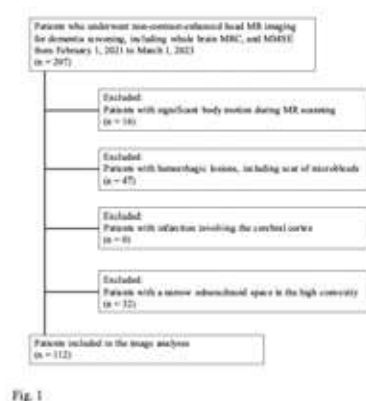 Patients who underwent non-contrast-enhanced head MR imaging
for dementia screening, including whole brain MRC, and MMSE
from February 1, 2021 to March 1, 2023
(n = 207)
Excluded:
Patients with significant body motion during MR scanning
(n = 16)
Excluded:
Patients with hemorrhagic lesions, including scar of microbleeds
(n = 47)
Excluded:
Patients with infarction involving the cerebral cortex
(n = 0)
Excluded:
Patients with a narrow subarachnoid space in the high convexity
(n = 32)
Patients included in the image analyses
(n = 112)
Fig. 1